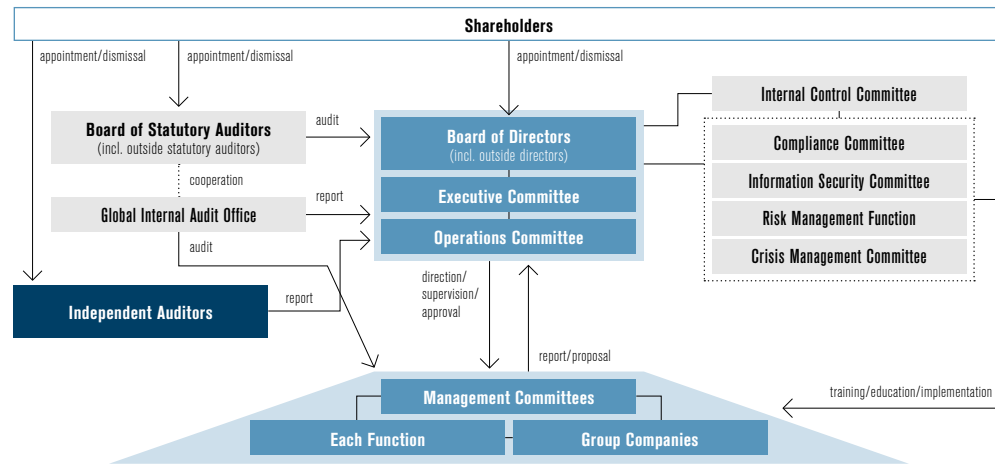 Shareholders
appointment/dismissal
appointment/dismissal
appointment/dismissal
Board of Statutory Auditors
(incl. outside statutory auditors)
audit
Board of Directors
(incl. outside directors)
Internal Control Committee
Compliance Committee
Information Security Committee
Risk Management Function
Crisis Management Committee
cooperation
Executive Committee
Global Internal Audit Office
report
Operations Committee
audit
Independent Auditors
report
direction/
supervision/
approval
report/proposal
Management Committees
Each Function
Group Companies
training/education/implementation